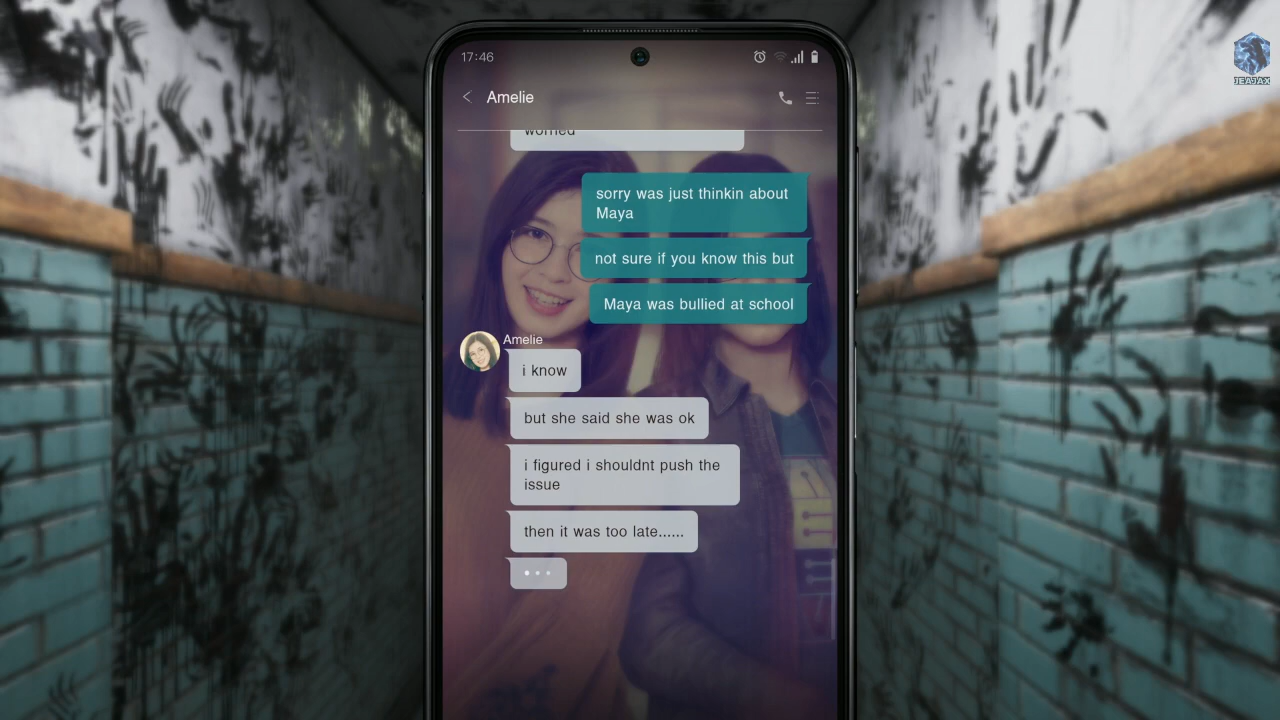 17:46
JEAJAX
Amelie
worried
sorry was just thinkin about
Maya
not sure if you know this but
Maya was bullied at school
Amelie
i know
but she said she was ok
i figured i shouldnt push the
issue
then it was too late......